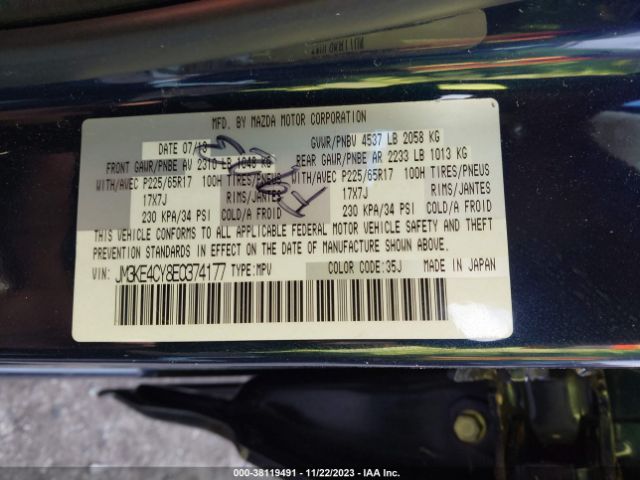 MFD. BY MAZDA MOTOR CORPORATION
DATE 07/13 GVWR/PNBV 4537 LB 2058 KG
FRONT GAWR/PNBE AV 2310 LB 1048 KG REAR GAWR/PNBE AR 2233 LB 1013 KG
WITH/AVEC P225/65R17 100H TIRES/PNEUS WITH/AVEC P225/65R17 100H TIRES/PNEUS
17X7J RIMS/JANTES 17X7J RIMS/JANTES
230 KPA/34 PSI COLD/A FROID 230 KPA/34 PSI COLD/A FROID
THIS VEHICLE CONFORMS TO ALL APPLICABLE FEDERAL MOTOR VEHICLE SAFETY AND THEFT
PREVENTION STANDARDS IN EFFECT ON THE DATE OF MANUFACTURE SHOWN ABOVE.
VIN: JM3KE4CY8E0374177 TYPE:MPV COLOR CODE:35J MADE IN JAPAN
000-38119491 - 11/22/2023 - IAA Inc.